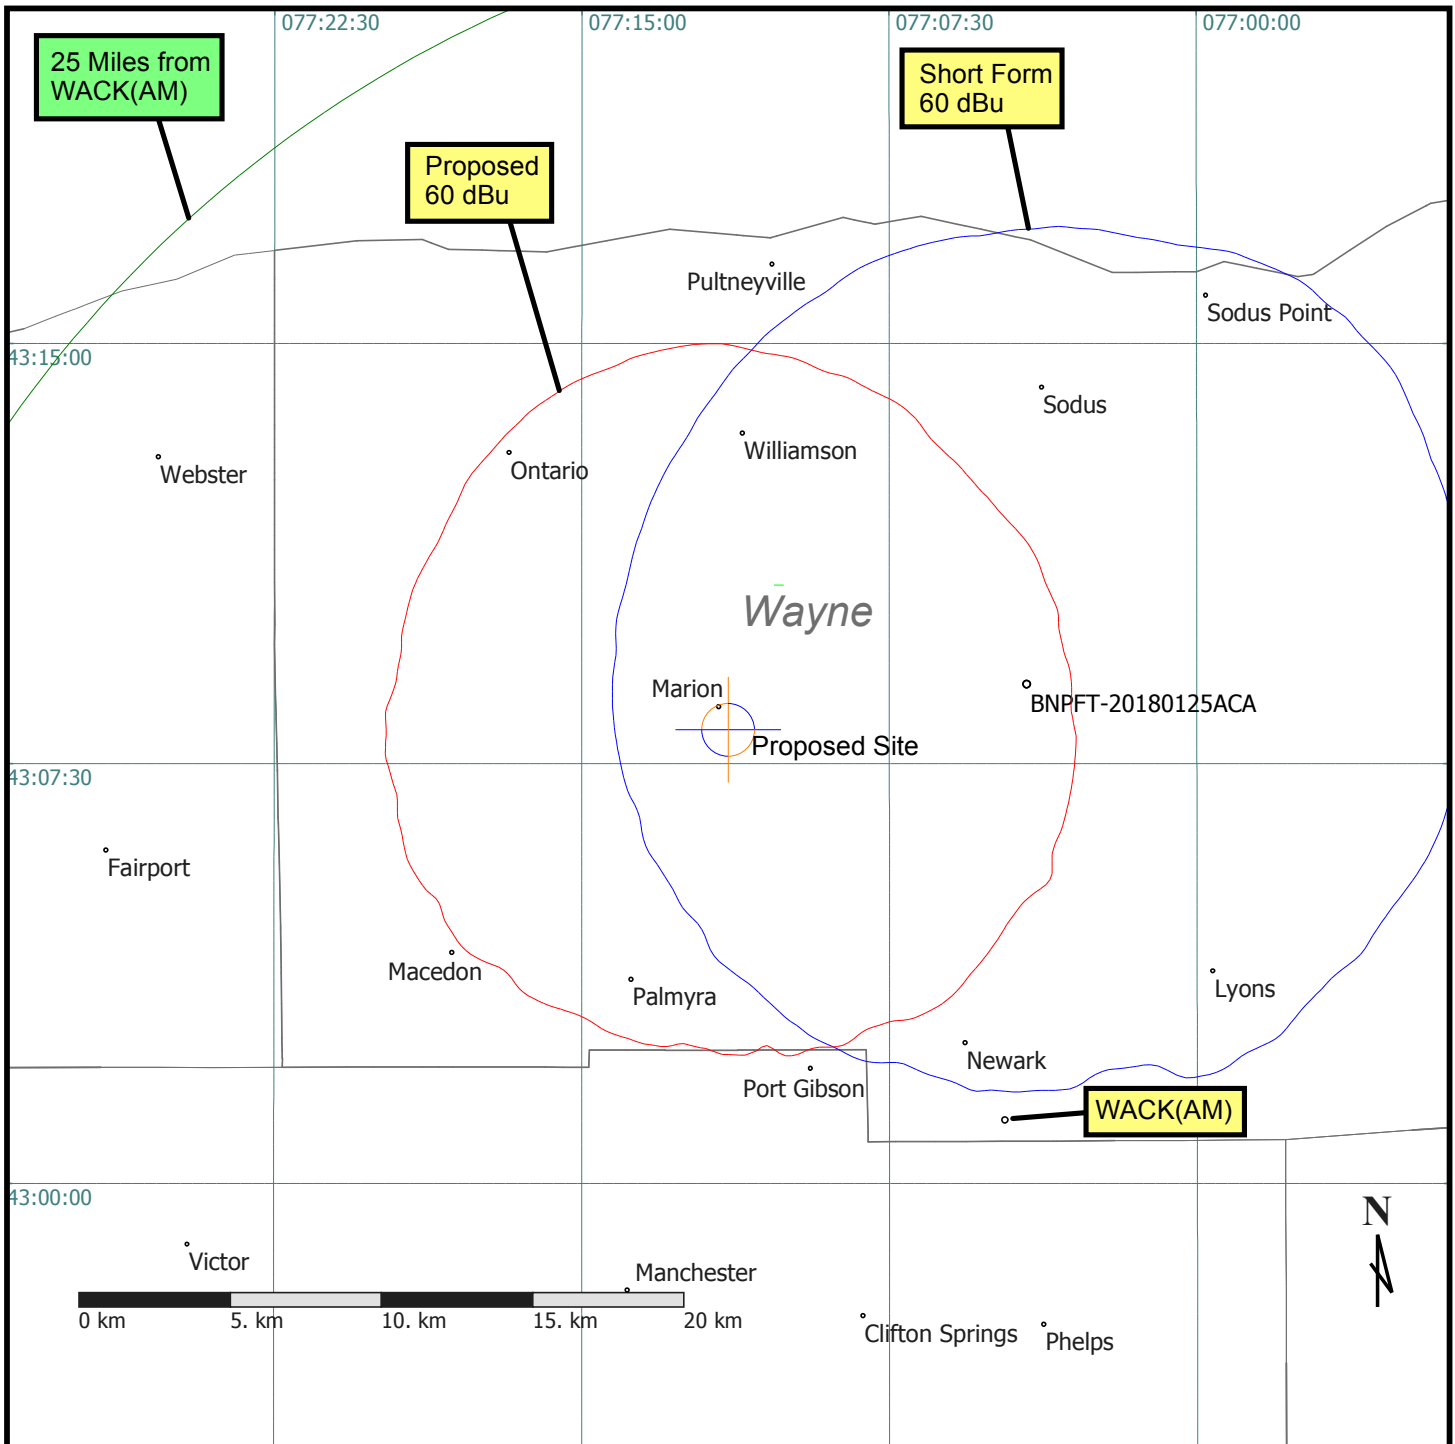 077:22:30
077:15:00
077:07:30
077:00:00
25 Miles from
WACK(AM)
Short Form
60 dBu
Proposed
60 dBu
Pultneyville
Sodus Point
43:15:00
Sodus
Williamson
Ontario
Webster
Wayne
Marion
BNPFT-20180125ACA
Proposed Site
43:07:30
Fairport
Macedon
Palmyra
Lyons
Newark
Port Gibson
WACK(AM)
43:00:00
N
Victor
Manchester
0 km
5. km
10. km
15. km
20 km
Clifton Springs
Phelps